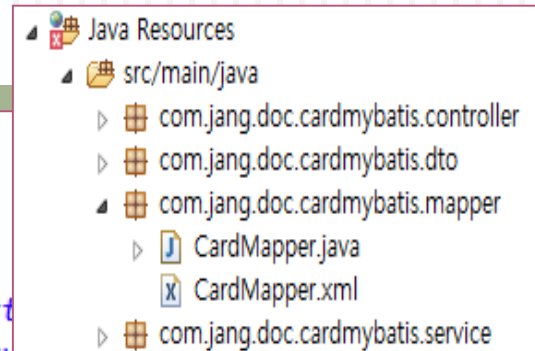 Java Resources
src/main/java
com.jang.doc.cardmybatis.controller
com.jang.doc.cardmybatis.dto
com.jang.doc.cardmybatis.mapper
J CardMapper.java
X CardMapper.xml
com.jang.doc.cardmybatis.service